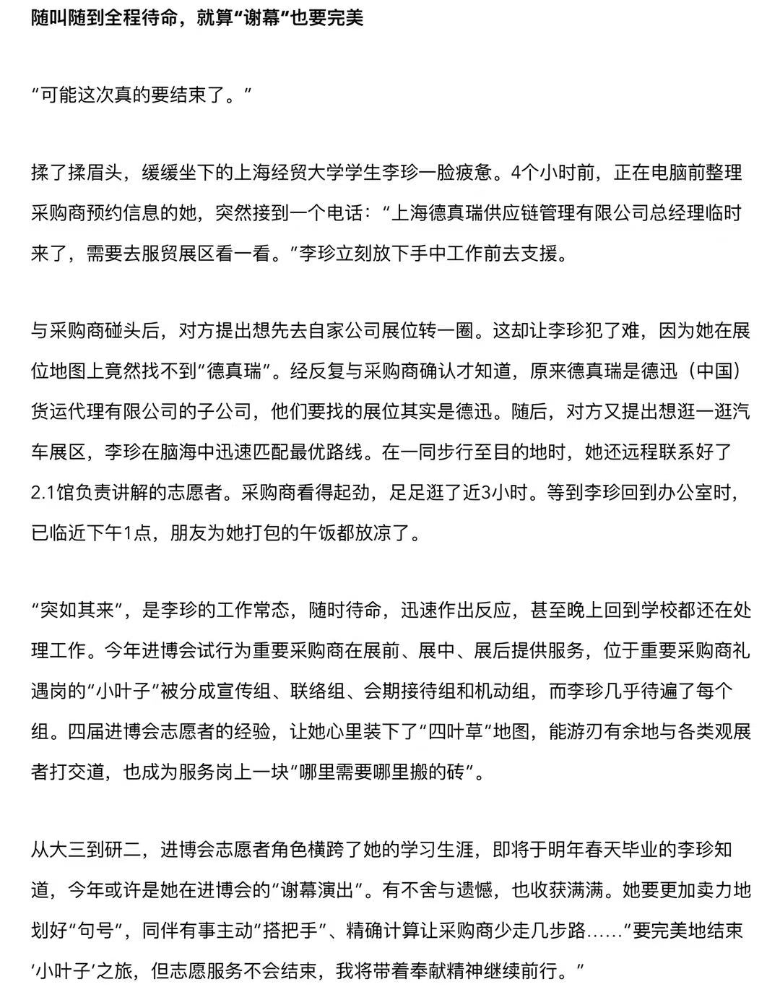 随叫随到全程待命，就算“谢幕”也要完美
“可能这次真的要结束了。”
揉了揉眉头，缓缓坐下的上海经贸大学学生李珍一脸疲惫。4个小时前，正在电脑前整理
采购商预约信息的她，突然接到一个电话：“上海德真瑞供应链管理有限公司总经理临时
来了，需要去服贸展区看一看。”李珍立刻放下手中工作前去支援。
与采购商碰头后，对方提出想先去自家公司展位转一圈。这却让李珍犯了难，因为她在展
位地图上竟然找不到“德真瑞”。经反复与采购商确认才知道，原来德真瑞是德迅（中国）
货运代理有限公司的子公司，他们要找的展位其实是德迅。随后，对方又提出想逛一逛汽
车展区，李珍在脑海中迅速匹配最优路线。在一同步行至目的地时，她还远程联系好了
2.1馆负责讲解的志愿者。采购商看得起劲，足足逛了近3小时。等到李珍回到办公室时，
已临近下午1点，朋友为她打包的午饭都放凉了。
“突如其来”，是李珍的工作常态，随时待命，迅速作出反应，甚至晚上回到学校都还在处
理工作。今年进博会试行为重要采购商在展前、展中、展后提供服务，位于重要采购商礼
遇岗的“小叶子”被分成宣传组、联络组、会期接待组和机动组，而李珍几乎待遍了每个
组。四届进博会志愿者的经验，让她心里装下了“四叶草”地图，能游刃有余地与各类观展
者打交道，也成为服务岗上一块“哪里需要哪里搬的砖”。
从大三到研二，进博会志愿者角色横跨了她的学习生涯，即将于明年春天毕业的李珍知
道，今年或许是她在进博会的“谢幕演出”。有不舍与遗憾，也收获满满。她要更加卖力地
划好“句号”，同伴有事主动“搭把手”、精确计算让采购商少走几步路……“要完美地结束
‘小叶子’之旅，但志愿服务不会结束，我将带着奉献精神继续前行。”